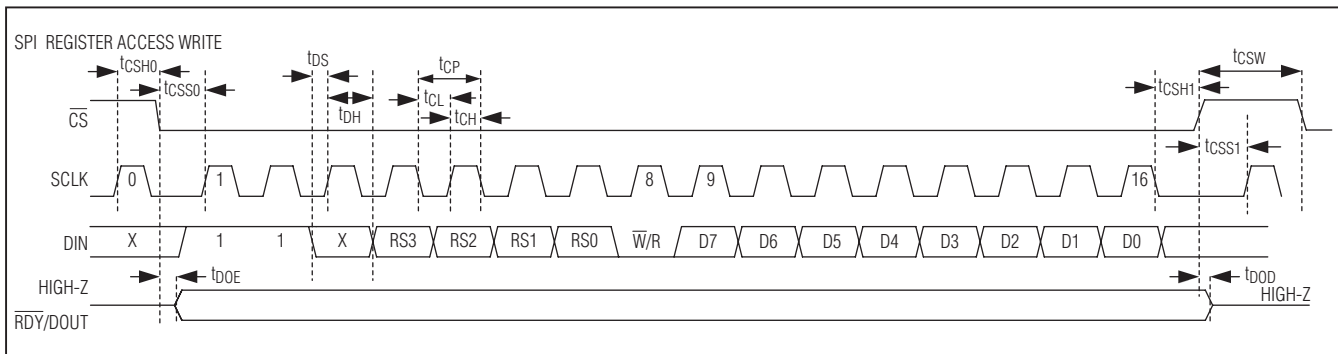 SPI REGISTER ACCESS WRITE
tCSH0
tCSS0
tDS
tDH
tCP
tCL
tCH
tCSH1
tCSW
tCSS1
CS
SCLK 0 1 8 9 16
DIN X 1 1 X RS3 RS2 RS1 RS0 W/R D7 D6 D5 D4 D3 D2 D1 D0
tDOE
tDOD
HIGH-Z HIGH-Z
RDY/DOUT